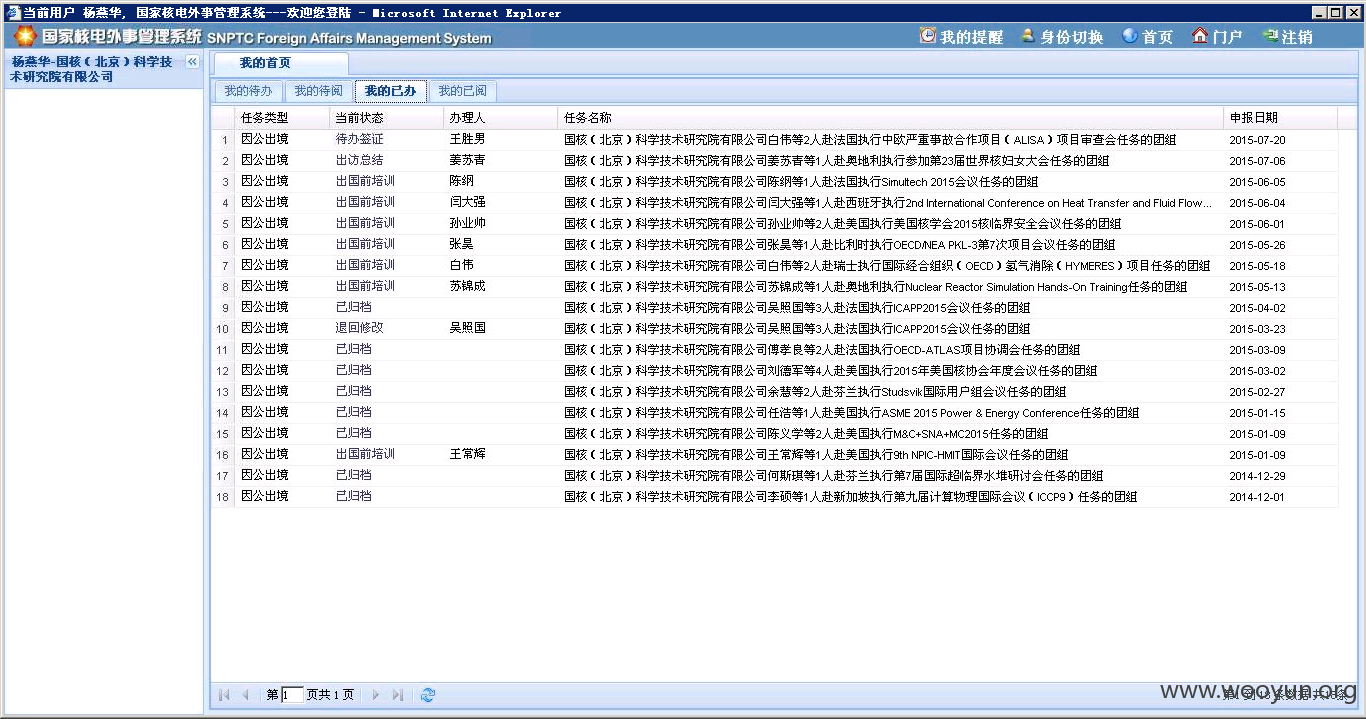 当前用户 杨燕华, 国家核电外事管理系统---欢迎您登陆 - Microsoft Internet Explorer
国家核电外事管理系统 SNPTC Foreign Affairs Management System
我的提醒 身份切换 首页 门户 注销
杨燕华-国核（北京）科学技术研究院有限公司
我的首页
我的待办 我的待阅 我的已办 我的已阅
任务类型 当前状态 办理人 任务名称 申报日期
1 因公出境 待办签证 王胜男 国核（北京）科学技术研究院有限公司白伟等2人赴法国执行中欧严重事故合作项目（ALISA）项目审查会任务的团组 2015-07-20
2 因公出境 出访总结 姜苏青 国核（北京）科学技术研究院有限公司姜苏青等1人赴奥地利执行参加第23届世界核妇女大会任务的团组 2015-07-06
3 因公出境 出国前培训 陈纲 国核（北京）科学技术研究院有限公司陈纲等1人赴法国执行Simultech 2015会议任务的团组 2015-06-05
4 因公出境 出国前培训 闫大强 国核（北京）科学技术研究院有限公司闫大强等1人赴西班牙执行2nd International Conference on Heat Transfer and Fluid Flow... 2015-06-04
5 因公出境 出国前培训 孙业帅 国核（北京）科学技术研究院有限公司孙业帅等2人赴美国执行美国核学会2015核临界安全会议任务的团组 2015-06-01
6 因公出境 出国前培训 张昊 国核（北京）科学技术研究院有限公司张昊等1人赴比利时执行OECD/NEA PKL-3第7次项目会议任务的团组 2015-05-26
7 因公出境 出国前培训 白伟 国核（北京）科学技术研究院有限公司白伟等2人赴瑞士执行国际经合组织（OECD）氢气消除（HYMERES）项目任务的团组 2015-05-18
8 因公出境 出国前培训 苏锦成 国核（北京）科学技术研究院有限公司苏锦成等1人赴奥地利执行Nuclear Reactor Simulation Hands-On Training任务的团组 2015-05-13
9 因公出境 已归档 国核（北京）科学技术研究院有限公司吴照国等3人赴法国执行ICAPP2015会议任务的团组 2015-04-02
10 因公出境 退回修改 吴照国 国核（北京）科学技术研究院有限公司吴照国等3人赴法国执行ICAPP2015会议任务的团组 2015-03-23
11 因公出境 已归档 国核（北京）科学技术研究院有限公司傅孝良等2人赴法国执行OECD-ATLAS项目协调会任务的团组 2015-03-09
12 因公出境 已归档 国核（北京）科学技术研究院有限公司刘德军等4人赴美国执行2015年美国核协会年度会议任务的团组 2015-03-02
13 因公出境 已归档 国核（北京）科学技术研究院有限公司余慧等2人赴芬兰执行Studsvik国际用户组会议任务的团组 2015-02-27
14 因公出境 已归档 国核（北京）科学技术研究院有限公司任洁等1人赴美国执行ASME 2015 Power & Energy Conference任务的团组 2015-01-15
15 因公出境 已归档 国核（北京）科学技术研究院有限公司陈义学等2人赴美国执行M&C+SNA+MC2015任务的团组 2015-01-09
16 因公出境 出国前培训 王常辉 国核（北京）科学技术研究院有限公司王常辉等1人赴美国执行9th NPIC-HMIT国际会议任务的团组 2015-01-09
17 因公出境 已归档 国核（北京）科学技术研究院有限公司何斯琪等1人赴芬兰执行第7届国际超临界水堆研讨会任务的团组 2014-12-29
18 因公出境 已归档 国核（北京）科学技术研究院有限公司李硕等1人赴新加坡执行第九届计算物理国际会议（ICCP9）任务的团组 2014-12-01
第 1 页共 1 页
www.wooyun.org